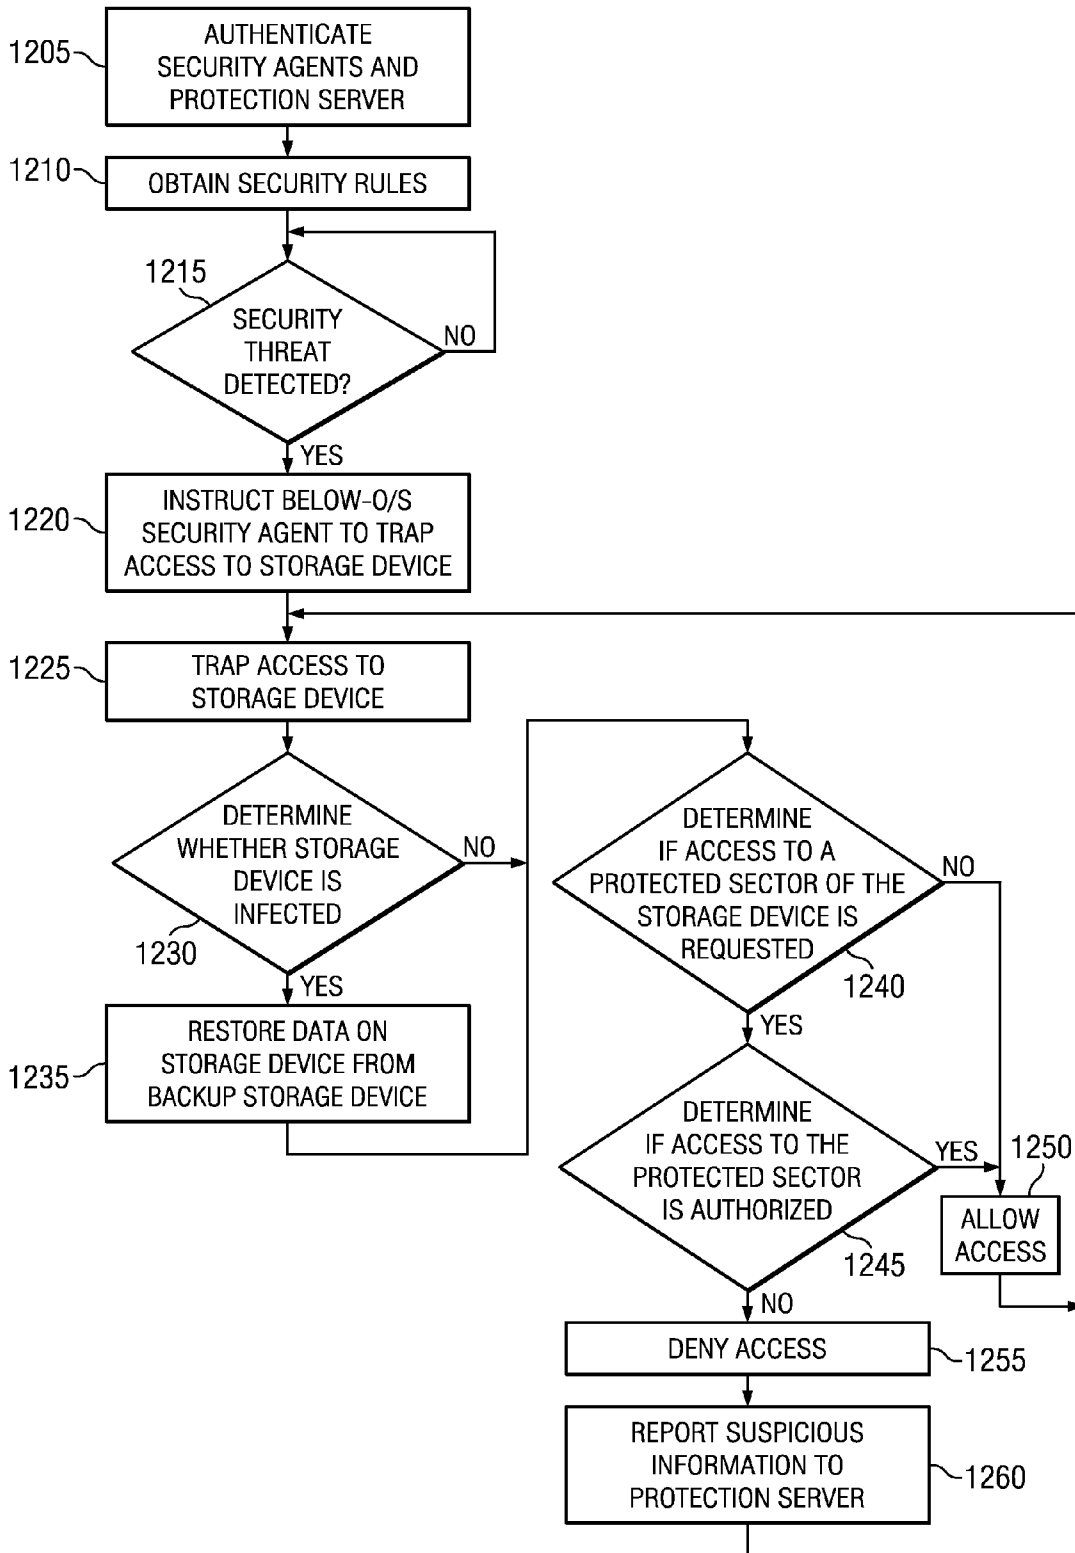 1205
AUTHENTICATE
SECURITY AGENTS AND
PROTECTION SERVER
1210
OBTAIN SECURITY RULES
1215
SECURITY
THREAT
DETECTED?
NO
YES
1220
INSTRUCT BELOW-O/S
SECURITY AGENT TO TRAP
ACCESS TO STORAGE DEVICE
1225
TRAP ACCESS TO
STORAGE DEVICE
DETERMINE
WHETHER STORAGE
DEVICE IS
INFECTED
NO
1230
YES
1235
RESTORE DATA ON
STORAGE DEVICE FROM
BACKUP STORAGE DEVICE
DETERMINE
IF ACCESS TO A
PROTECTED SECTOR OF THE
STORAGE DEVICE IS
REQUESTED
NO
1240
YES
DETERMINE
IF ACCESS TO THE
PROTECTED SECTOR
IS AUTHORIZED
YES
1245
1250
ALLOW
ACCESS
NO
DENY ACCESS
1255
REPORT SUSPICIOUS
INFORMATION TO
PROTECTION SERVER
1260